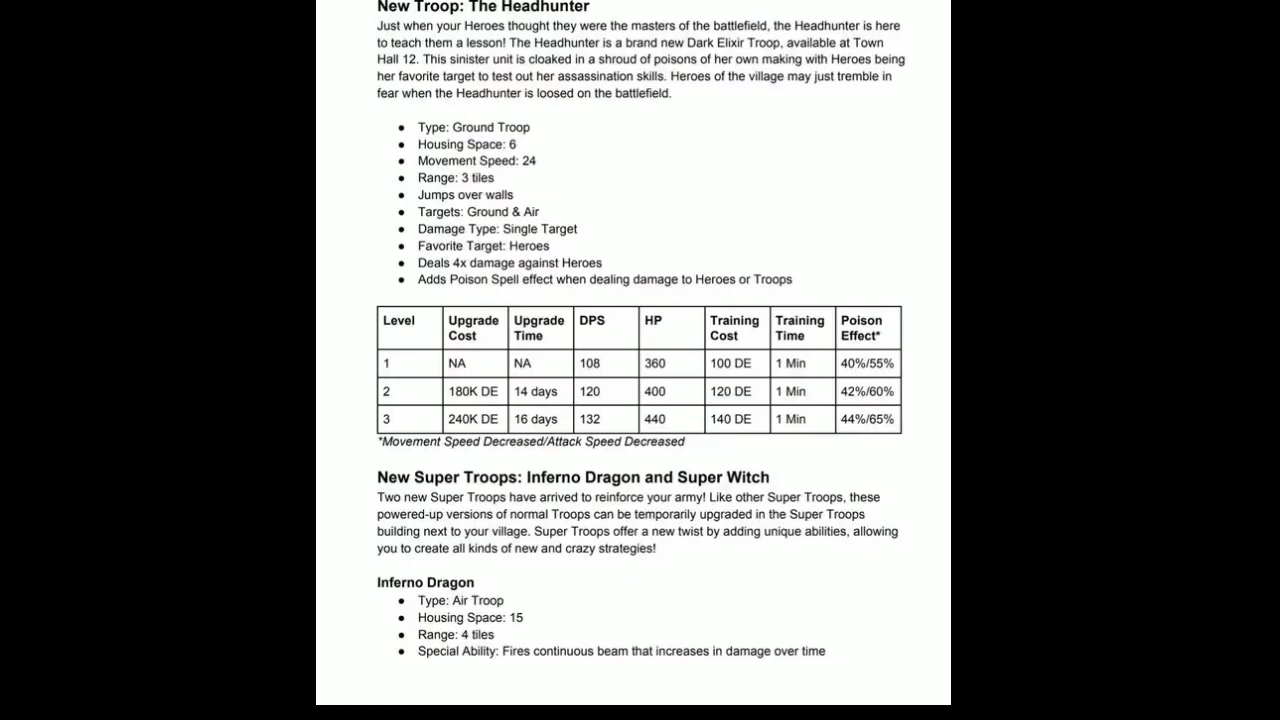 New Troop: The Headhunter
Just when your Heroes thought they were the masters of the battlefield, the Headhunter is here
to teach them a lesson! The Headhunter is a brand new Dark Elixir Troop, available at Town
Hall 12. This sinister unit is cloaked in a shroud of poisons of her own making with Heroes being
her favorite target to test out her assassination skills. Heroes of the village may just tremble in
fear when the Headhunter is loosed on the battlefield.
● Type: Ground Troop
● Housing Space: 6
● Movement Speed: 24
● Range: 3 tiles
● Jumps over walls
● Targets: Ground & Air
● Damage Type: Single Target
● Favorite Target: Heroes
● Deals 4x damage against Heroes
● Adds Poison Spell effect when dealing damage to Heroes or Troops
Level Upgrade Cost Upgrade Time DPS HP Training Cost Training Time Poison Effect*
1 NA NA 108 360 100 DE 1 Min 40%/55%
2 180K DE 14 days 120 400 120 DE 1 Min 42%/60%
3 240K DE 16 days 132 440 140 DE 1 Min 44%/65%
*Movement Speed Decreased/Attack Speed Decreased
New Super Troops: Inferno Dragon and Super Witch
Two new Super Troops have arrived to reinforce your army! Like other Super Troops, these
powered-up versions of normal Troops can be temporarily upgraded in the Super Troops
building next to your village. Super Troops offer a new twist by adding unique abilities, allowing
you to create all kinds of new and crazy strategies!
Inferno Dragon
● Type: Air Troop
● Housing Space: 15
● Range: 4 tiles
● Special Ability: Fires continuous beam that increases in damage over time